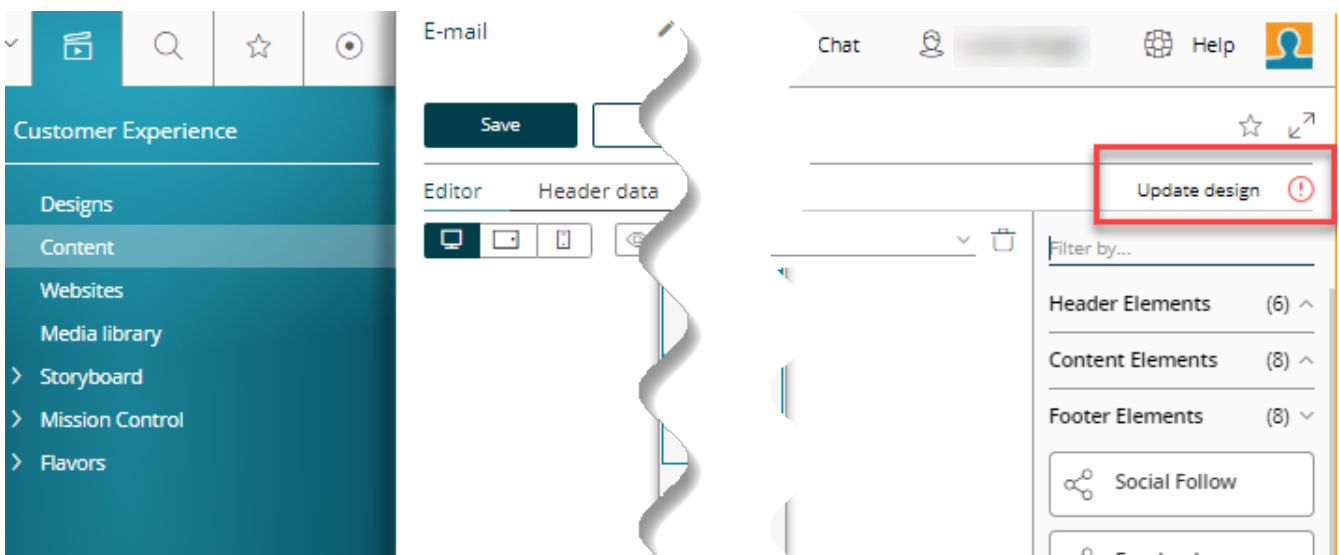 E-mail
Chat
Help
Customer Experience
Save
Update design
Designs
Content
Websites
Media library
Storyboard
Mission Control
Flavors
Editor
Header data
Filter by...
Header Elements (6)
Content Elements (8)
Footer Elements (8)
Social Follow